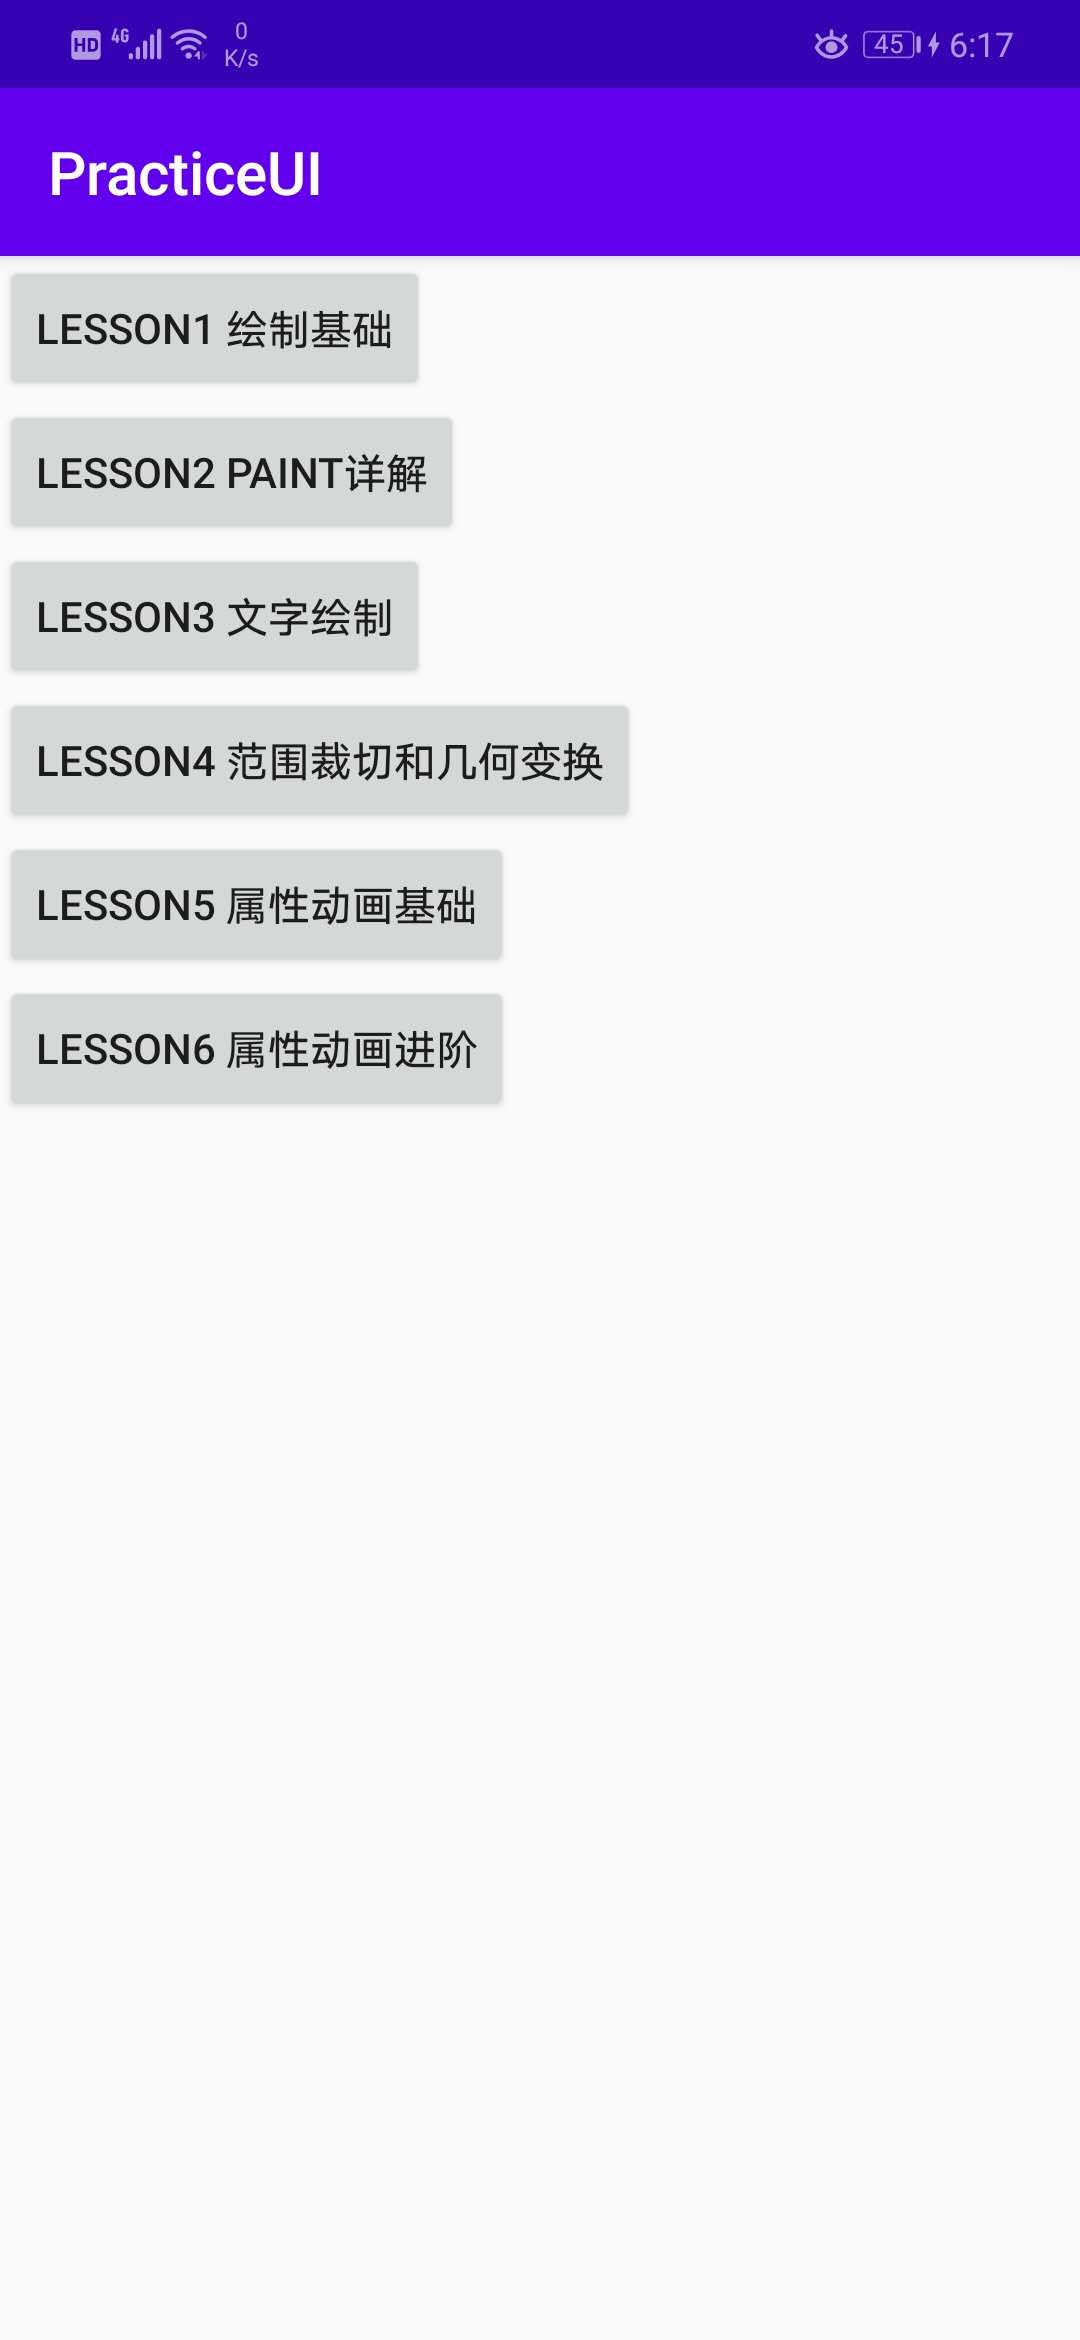 HD 4G 0 K/s 45 6:17
PracticeUI
LESSON1 绘制基础
LESSON2 PAINT详解
LESSON3 文字绘制
LESSON4 范围裁切和几何变换
LESSON5 属性动画基础
LESSON6 属性动画进阶